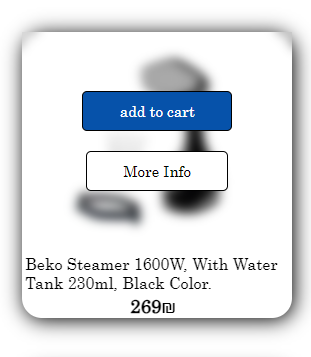 add to cart
More Info
Beko Steamer 1600W, With Water
Tank 230ml, Black Color.
269₪